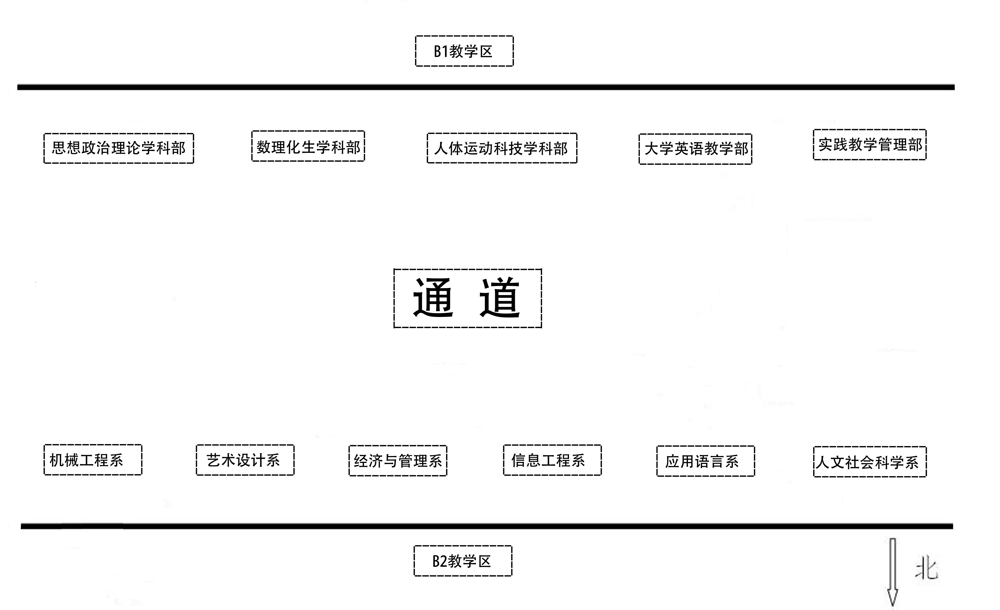 B1教学区
思想政治理论学科部
数理化生学科部
人体运动科技学科部
大学英语教学部
实践教学管理部
通 道
机械工程系
艺术设计系
经济与管理系
信息工程系
应用语言系
人文社会科学系
B2教学区
北